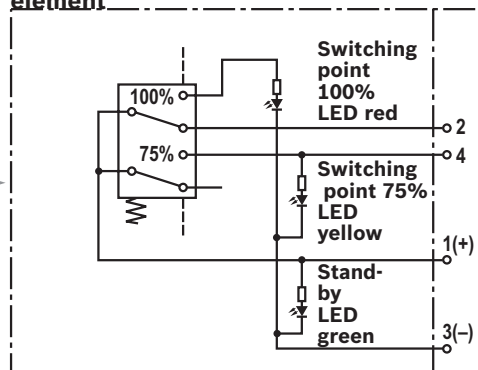 element
Switching
point
100%
LED red
100%
2
75%
4
Switching
point 75%
LED
yellow
1(+)
Stand-
by
LED
green
3(–)